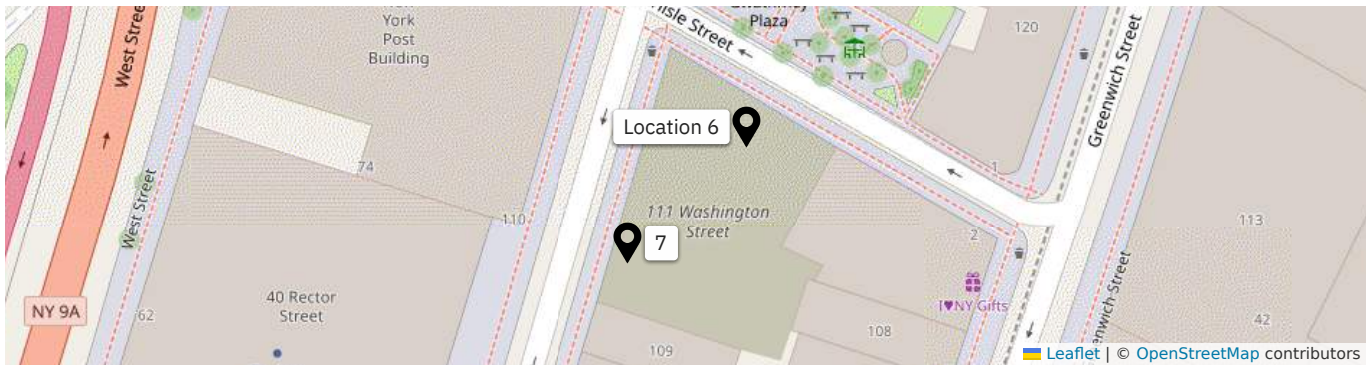 York
Post
Building
West Street
West Street
NY 9A
62
74
40 Rector
Street
110
Plaza
Street
120
Location 6
7
111 Washington
Street
109
108
1
2
I♥NY Gifts
Greenwich Street
113
42
Leaflet | © OpenStreetMap contributors